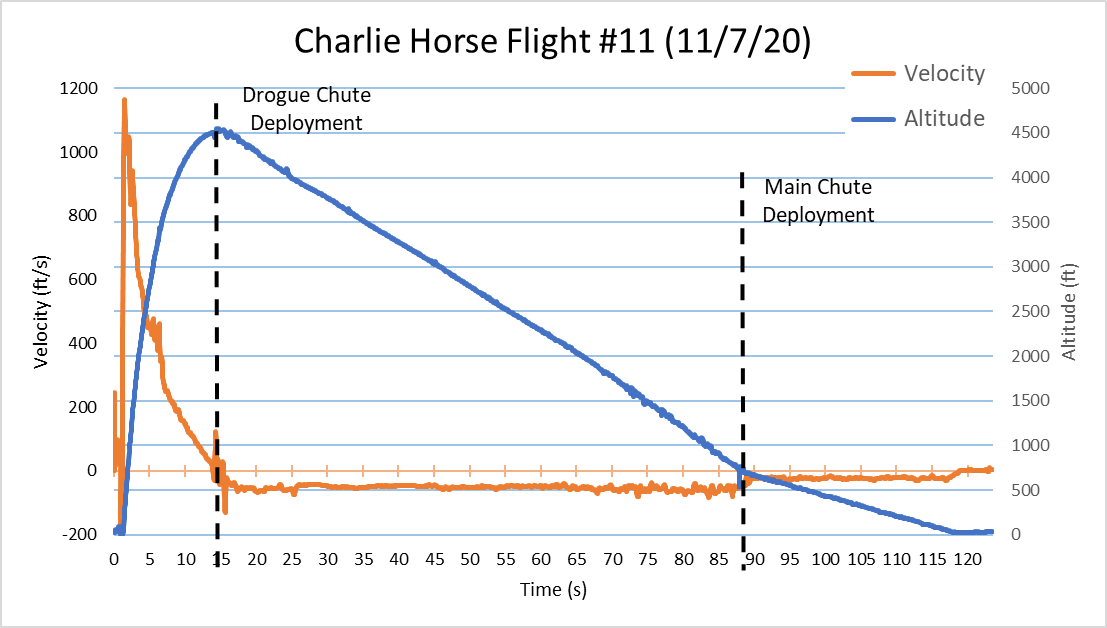 Charlie Horse Flight #11 (11/7/20)
Velocity
Altitude
Drogue Chute
Deployment
Main Chute
Deployment
Velocity (ft/s)
1200
1000
800
600
400
200
0
-200
5000
4500
4000
3500
3000
2500
2000
1500
1000
500
0
Altitude (ft)
0 5 10 15 20 25 30 35 40 45 50 55 60 65 70 75 80 85 90 95 100 105 110 115 120
Time (s)